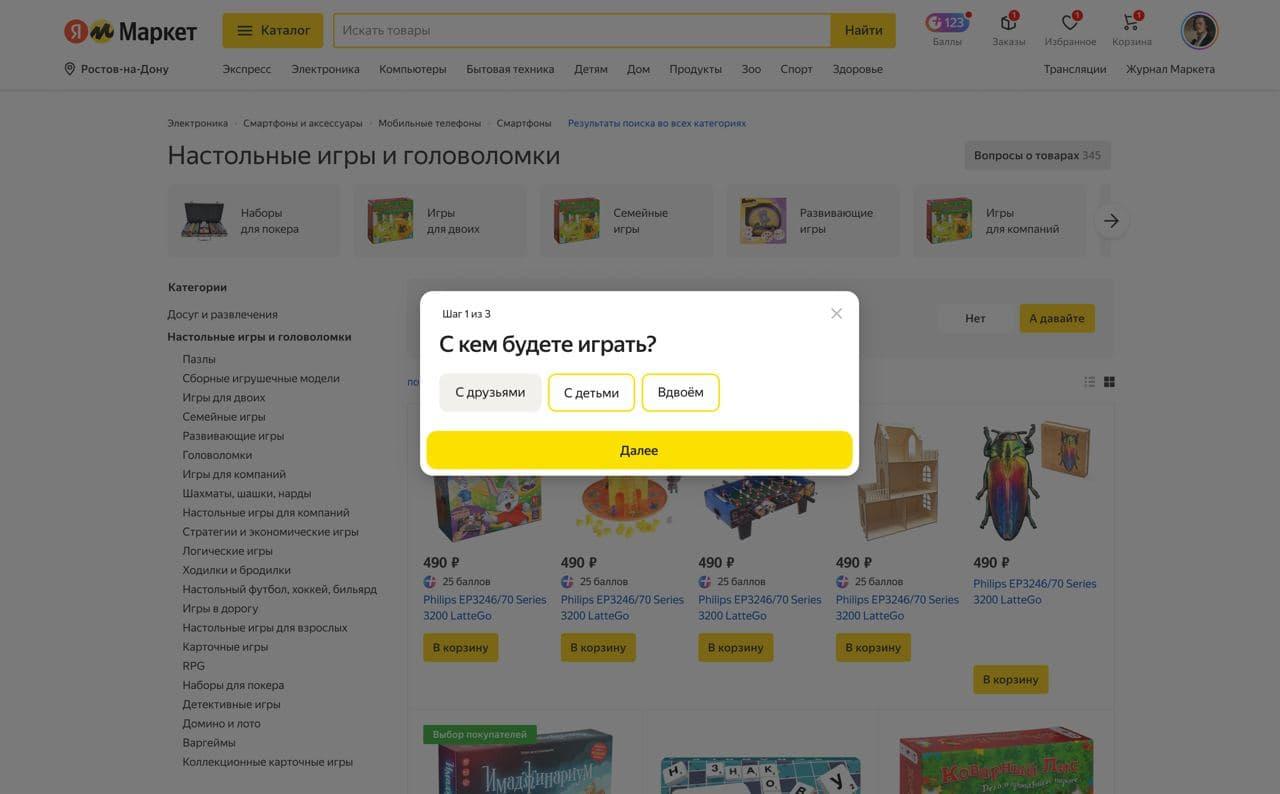 Я М Маркет
Каталог
Искать товары
Найти
123
Баллы
1
Заказы
1
Избранное
1
Корзина
Ростов-на-Дону
Экспресс
Электроника
Компьютеры
Бытовая техника
Детям
Дом
Продукты
Зоо
Спорт
Здоровье
Трансляции
Журнал Маркета
Электроника · Смартфоны и аксессуары · Мобильные телефоны · Смартфоны
Результаты поиска во всех категориях
Настольные игры и головоломки
Вопросы о товарах 345
Наборы
для покера
Игры
для двоих
Семейные
игры
Развивающие
игры
Игры
для компаний
Категории
Досуг и развлечения
Настольные игры и головоломки
Пазлы
Сборные игрушечные модели
Игры для двоих
Семейные игры
Развивающие игры
Головоломки
Игры для компаний
Шахматы, шашки, нарды
Настольные игры для компаний
Стратегии и экономические игры
Логические игры
Ходилки и бродилки
Настольный футбол, хоккей, бильярд
Игры в дорогу
Настольные игры для взрослых
Карточные игры
RPG
Наборы для покера
Детективные игры
Домино и лото
Варгеймы
Коллекционные карточные игры
Нет
А давайте
Шаг 1 из 3
С кем будете играть?
С друзьями
С детьми
Вдвоём
Далее
490 ₽
25 баллов
Philips EP3246/70 Series
3200 LatteGo
В корзину
490 ₽
25 баллов
Philips EP3246/70 Series
3200 LatteGo
В корзину
490 ₽
25 баллов
Philips EP3246/70 Series
3200 LatteGo
В корзину
490 ₽
25 баллов
Philips EP3246/70 Series
3200 LatteGo
В корзину
490 ₽
Philips EP3246/70 Series
3200 LatteGo
В корзину
Выбор покупателей
Имаджинариум
Коварный Лис